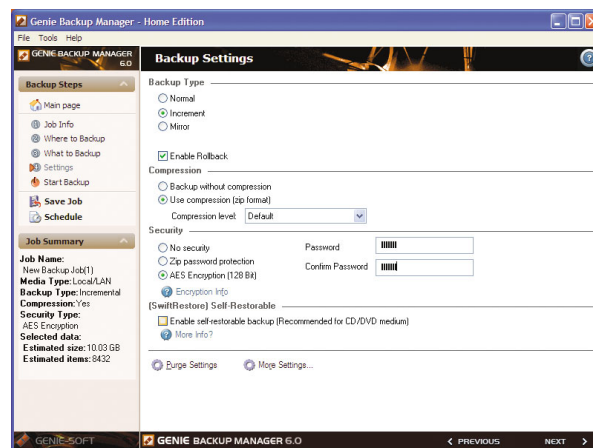 Genie Backup Manager - Home Edition
File Tools Help
GENIE BACKUP MANAGER
6.0
Backup Settings
Backup Steps
Main page
Job Info
Where to Backup
What to Backup
Settings
Start Backup
Save Job
Schedule
Job Summary
Job Name:
New Backup Job(1)
Media Type: Local/LAN
Backup Type: Incremental
Compression: Yes
Security Type:
AES Encryption
Selected data:
Estimated size: 10.03 GB
Estimated items: 8432
Backup Type
Normal
Increment
Mirror
Enable Rollback
Compression
Backup without compression
Use compression (zip format)
Compression level: Default
Security
No security
Password
Zip password protection
Confirm Password
AES Encryption (128 Bit)
Encryption Info
(SwiftRestore) Self-Restorable
Enable self-restorable backup (Recommended for CD/DVD medium)
More Info?
Purge Settings
More Settings...
GENIE-SOFT
GENIE BACKUP MANAGER 6.0
PREVIOUS
NEXT